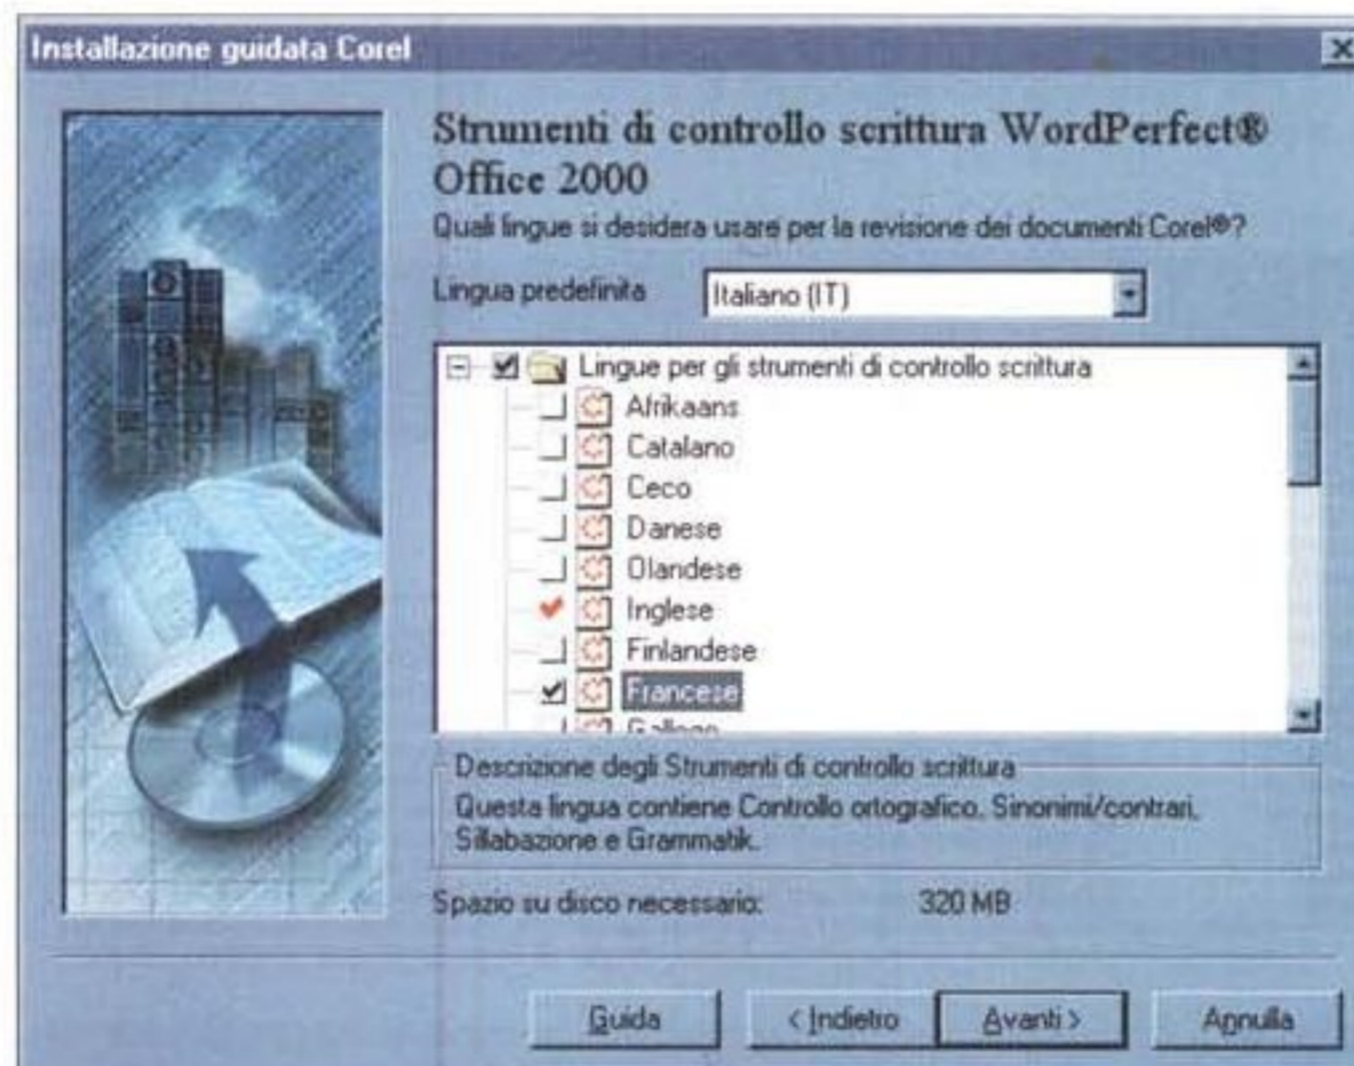 Installazione guidata Corel
Strumenti di controllo scrittura WordPerfect®
Office 2000
Quali lingue si desidera usare per la revisione dei documenti Corel®?
Lingua predefinita Italiano (IT)
Lingue per gli strumenti di controllo scrittura
Afrikaans
Catalano
Ceco
Danese
Olandese
Inglese
Finlandese
Francese
Descrizione degli Strumenti di controllo scrittura
Questa lingua contiene Controllo ortografico, Sinonimi/contrari,
Sillabazione e Grammatik.
Spazio su disco necessario: 320 MB
Guida < Indietro Avanti > Annulla